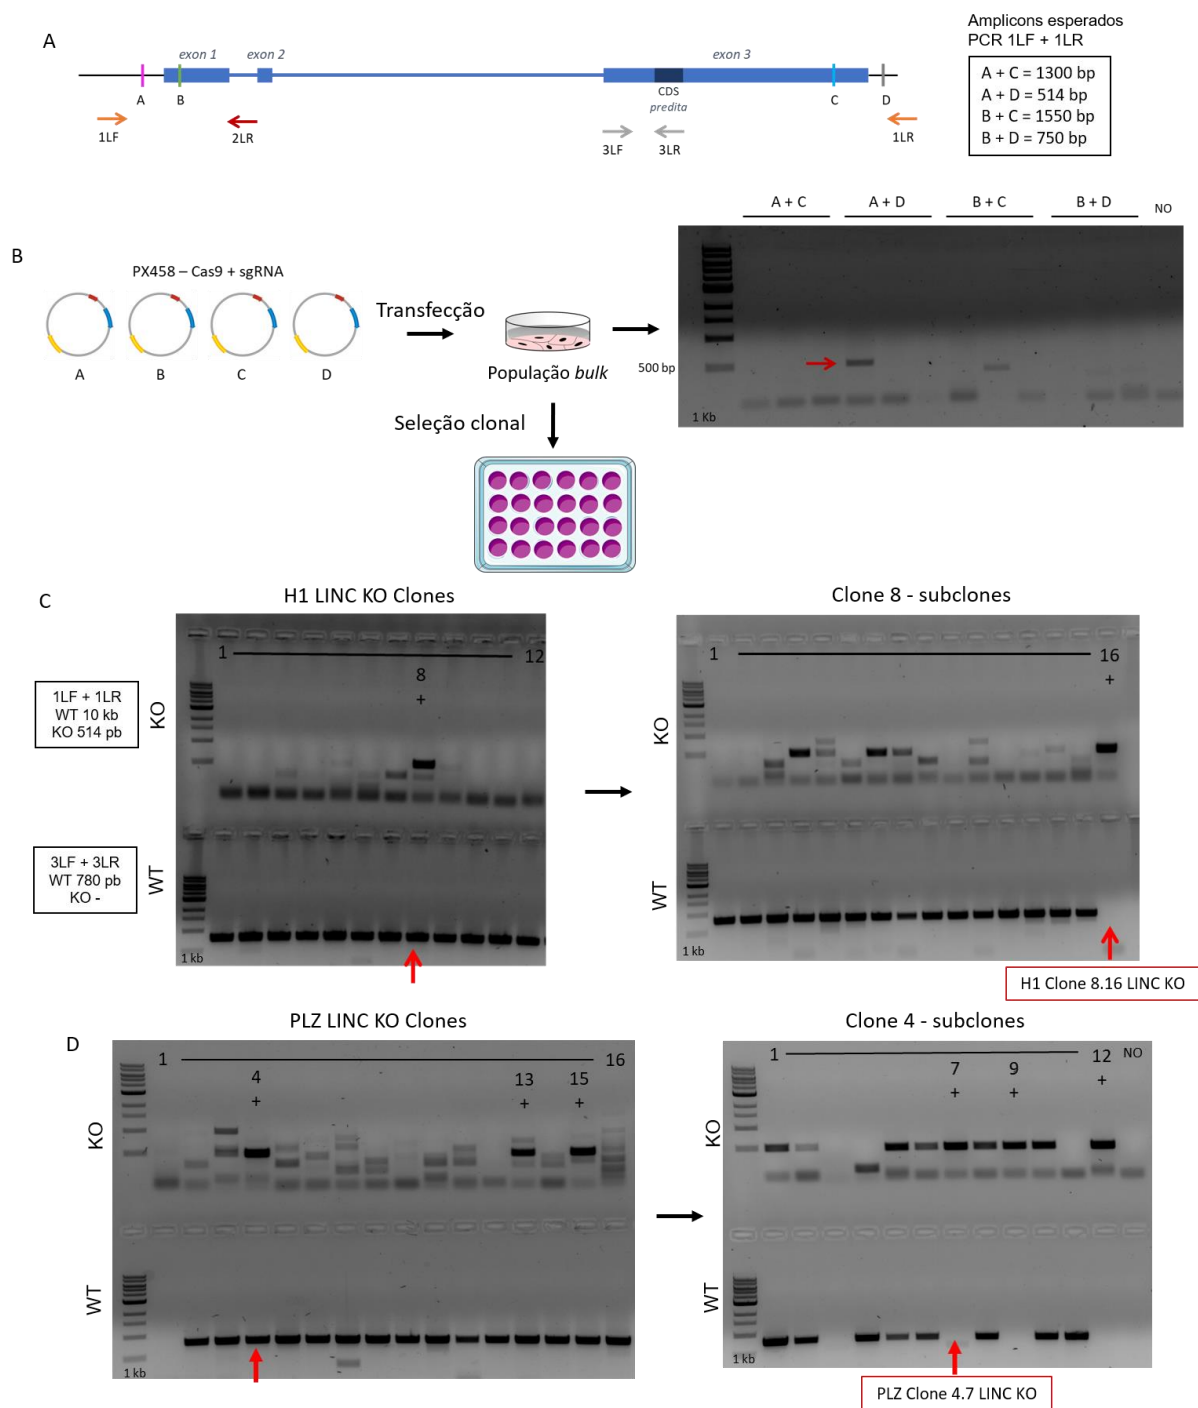 A
exon 1
exon 2
exon 3
A
B
CDS
predita
C
D
1LF
2LR
3LF
3LR
1LR
Amplicons esperados
PCR 1LF + 1LR
A + C = 1300 bp
A + D = 514 bp
B + C = 1550 bp
B + D = 750 bp
B
PX458 – Cas9 + sgRNA
A
B
C
D
Transfecção
População bulk
Seleção clonal
A + C
A + D
B + C
B + D
NO
500 bp
1 Kb
C
H1 LINC KO Clones
1
12
8
+
1LF + 1LR
WT 10 kb
KO 514 pb
KO
3LF + 3LR
WT 780 pb
KO -
WT
1 kb
Clone 8 - subclones
1
16
+
KO
WT
1 kb
H1 Clone 8.16 LINC KO
D
PLZ LINC KO Clones
1
16
4
+
13
+
15
+
KO
WT
1 kb
Clone 4 - subclones
1
7
+
9
+
12
+
NO
KO
WT
1 kb
PLZ Clone 4.7 LINC KO